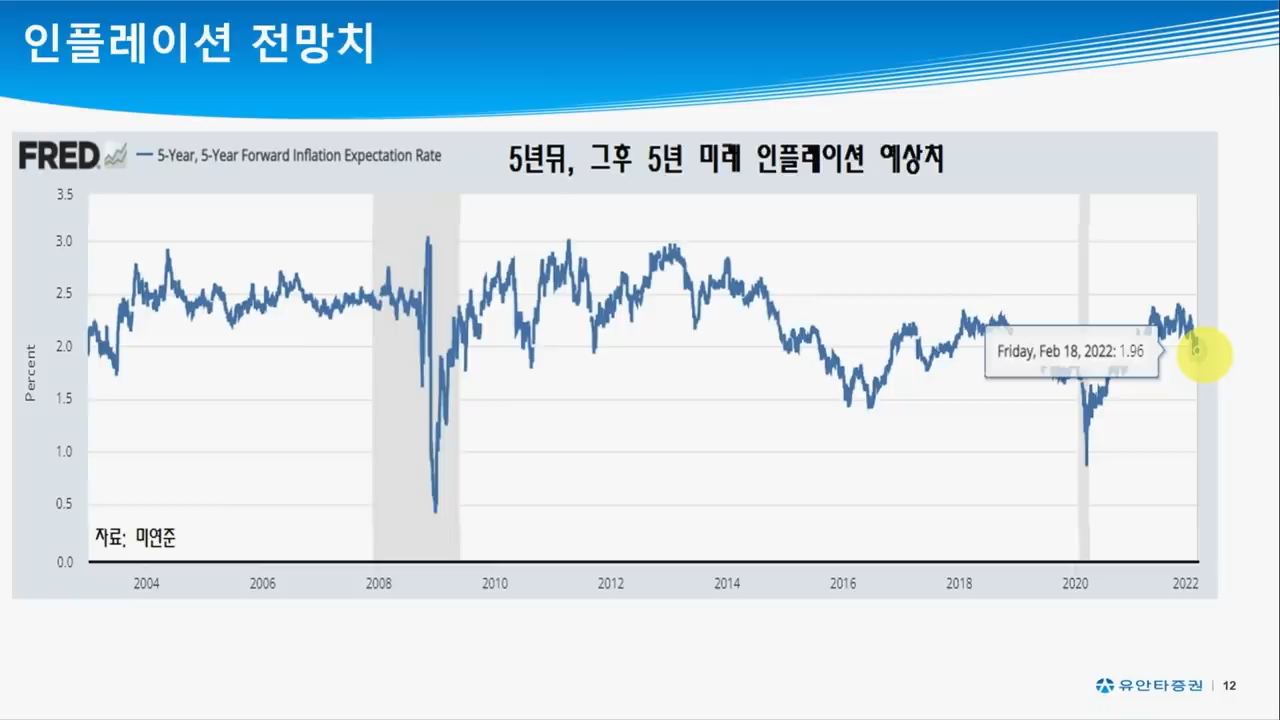 인플레이션 전망치
FRED
5-Year, 5-Year Forward Inflation Expectation Rate
5년뒤, 그후 5년 미래 인플레이션 예상치
3.5
3.0
2.5
2.0
1.5
1.0
0.5
0.0
Percent
Friday, Feb 18, 2022: 1.96
자료: 미연준
2004
2006
2008
2010
2012
2014
2016
2018
2020
2022
유안타증권 | 12